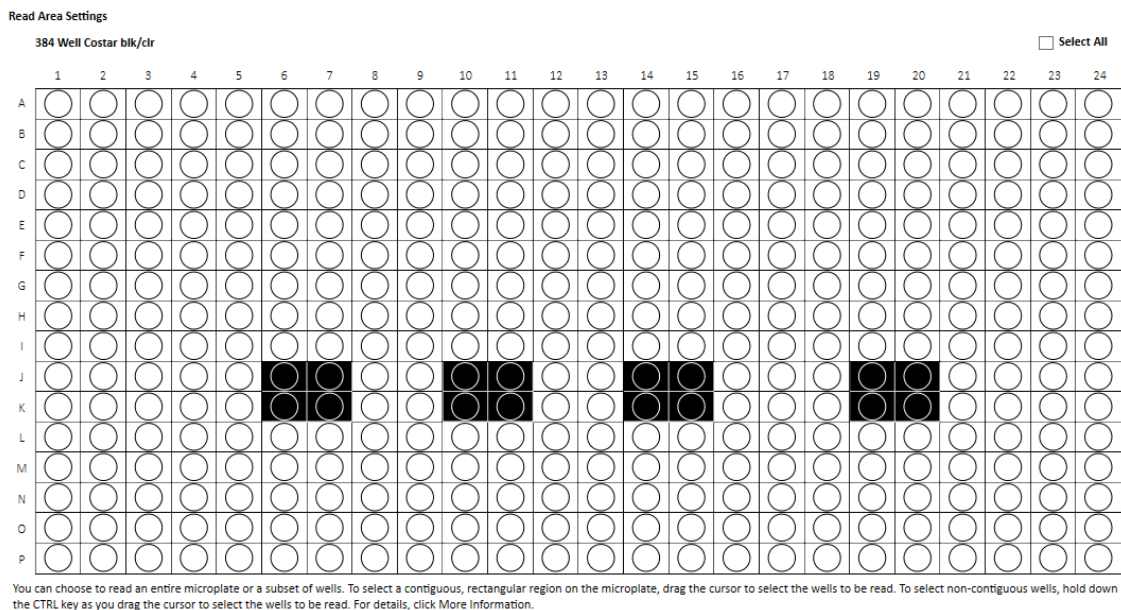 Read Area Settings
384 Well Costar blk/clr
Select All
1 2 3 4 5 6 7 8 9 10 11 12 13 14 15 16 17 18 19 20 21 22 23 24
A
B
C
D
E
F
G
H
I
J
K
L
M
N
O
P
You can choose to read an entire microplate or a subset of wells. To select a contiguous, rectangular region on the microplate, drag the cursor to select the wells to be read. To select non-contiguous wells, hold down
the CTRL key as you drag the cursor to select the wells to be read. For details, click More Information.